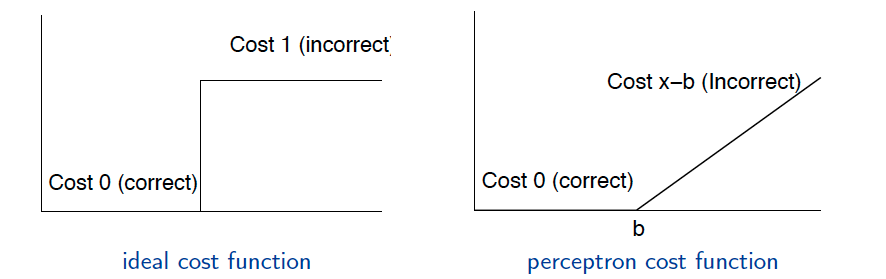 Cost 1 (incorrect)
Cost 0 (correct)
ideal cost function
Cost x–b (Incorrect)
Cost 0 (correct)
b
perceptron cost function